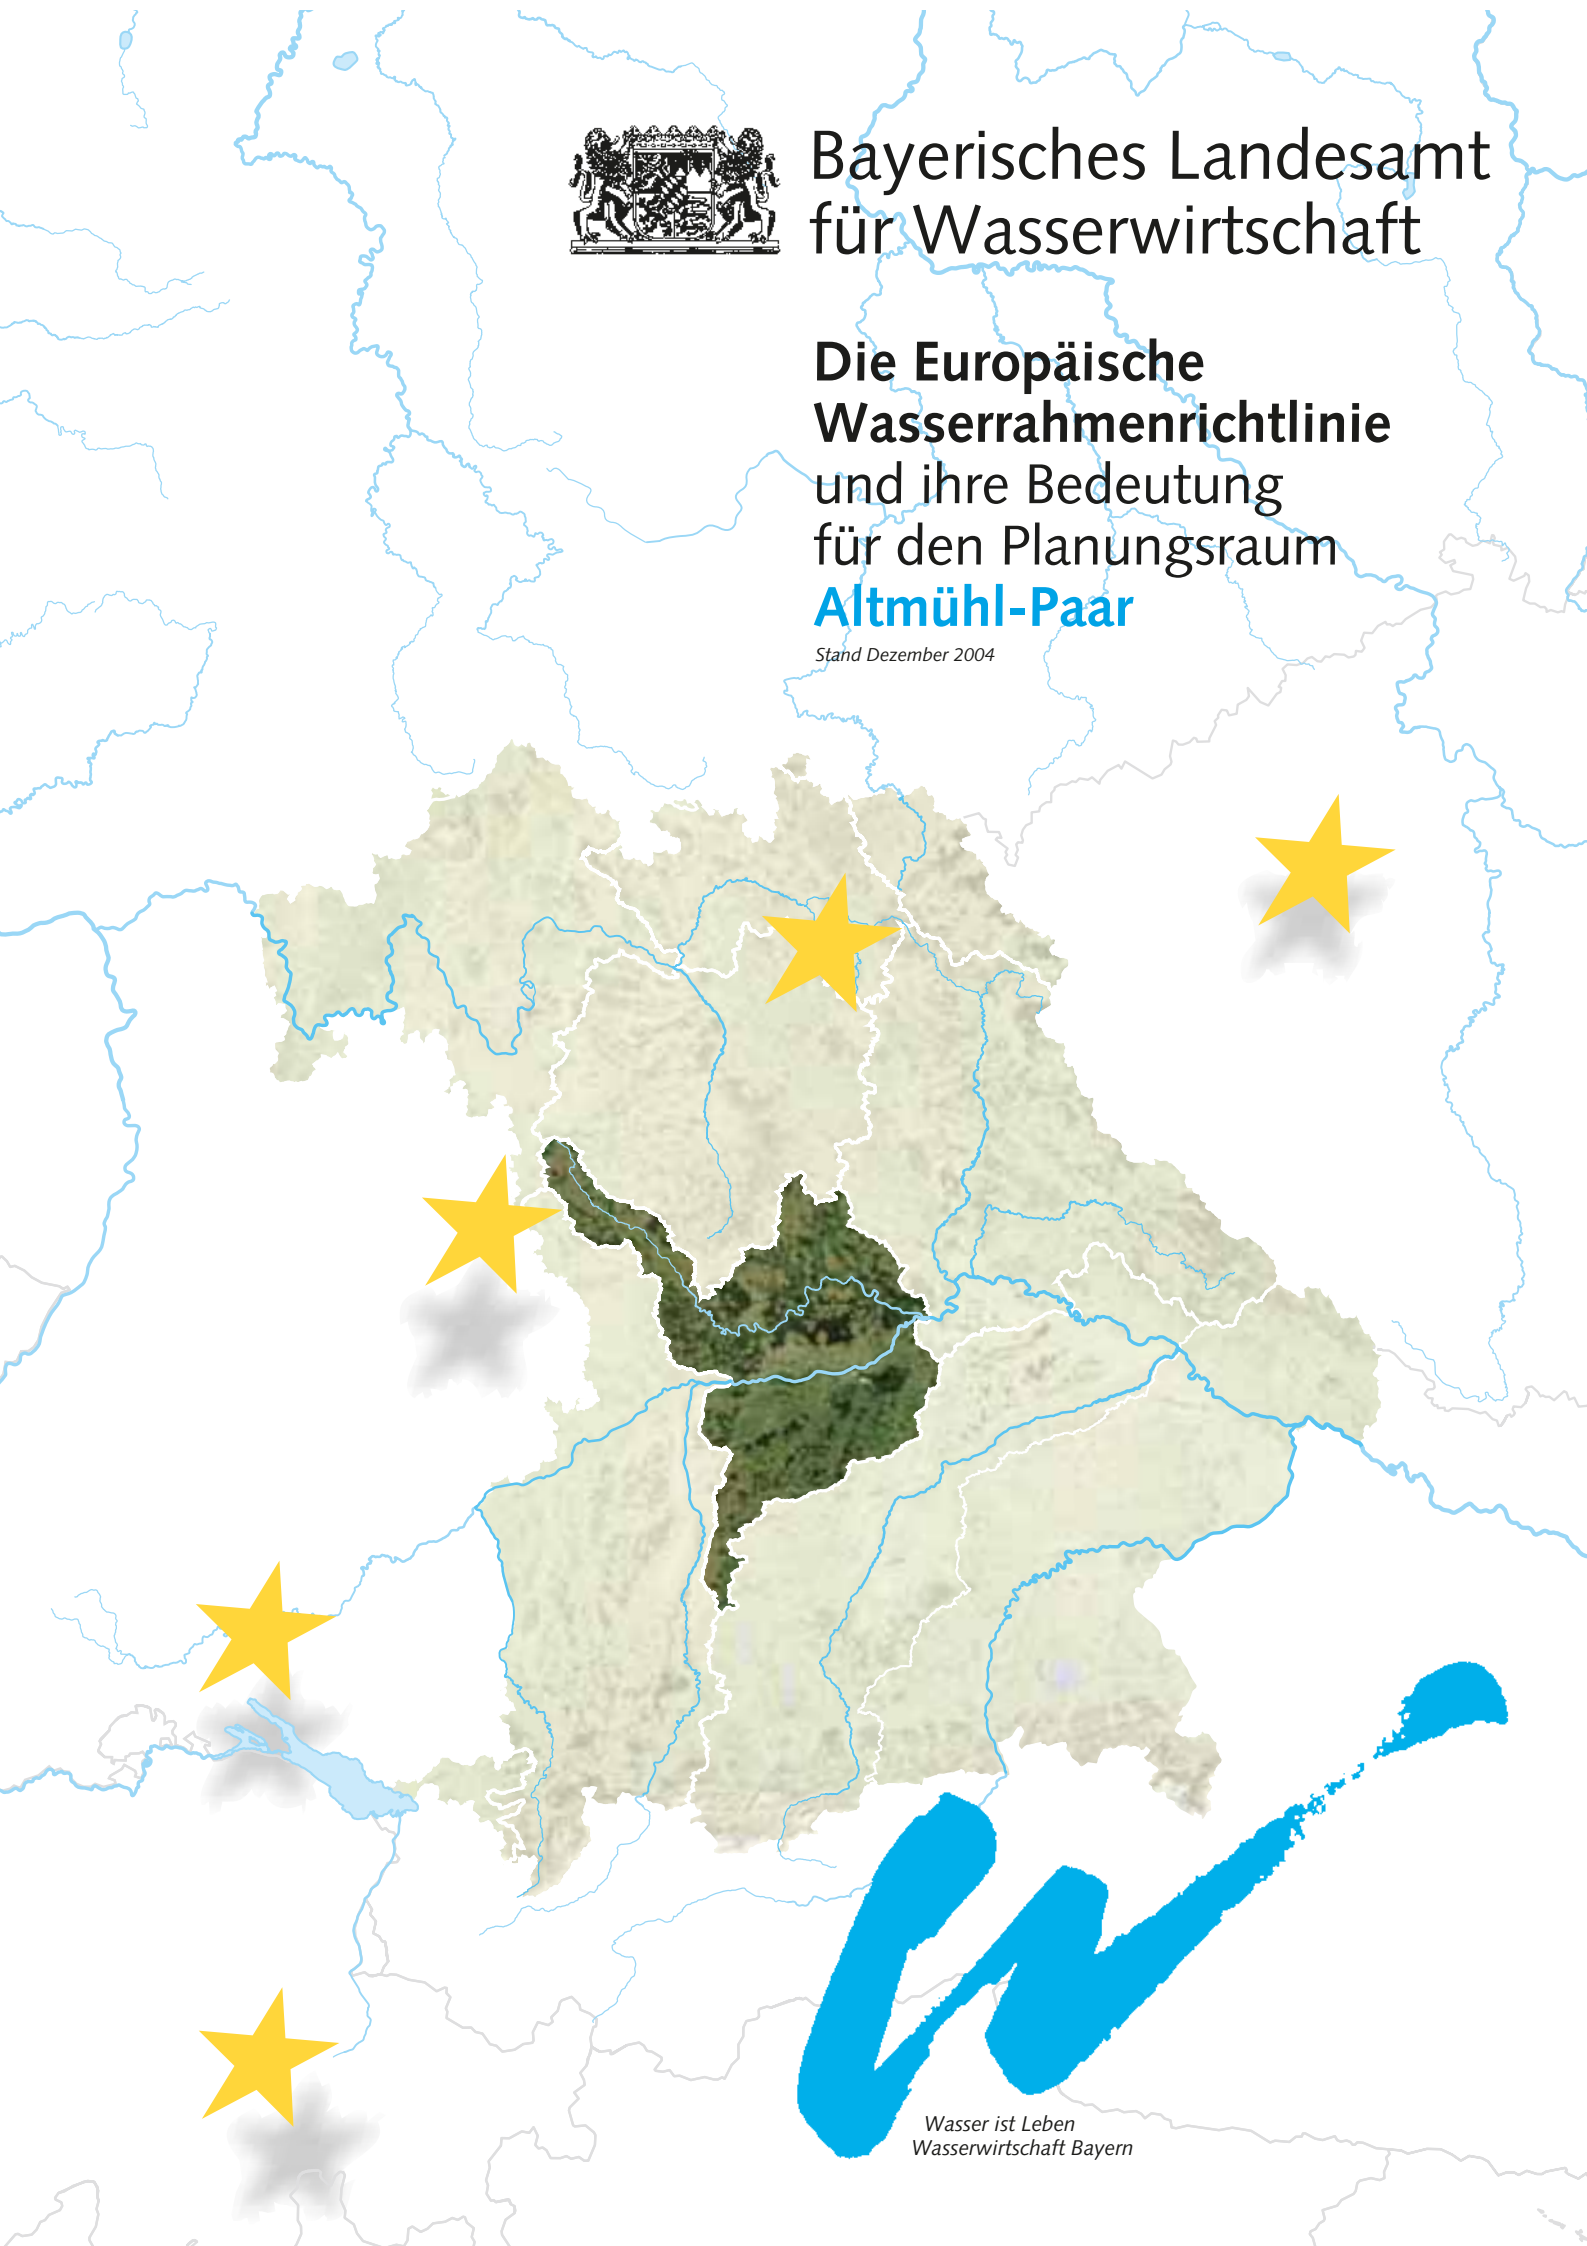 Bayerisches Landesamt
für Wasserwirtschaft
Die Europäische
Wasserrahmenrichtlinie
und ihre Bedeutung
für den Planungsraum
Altmühl-Paar
Stand Dezember 2004
Wasser ist Leben
Wasserwirtschaft Bayern